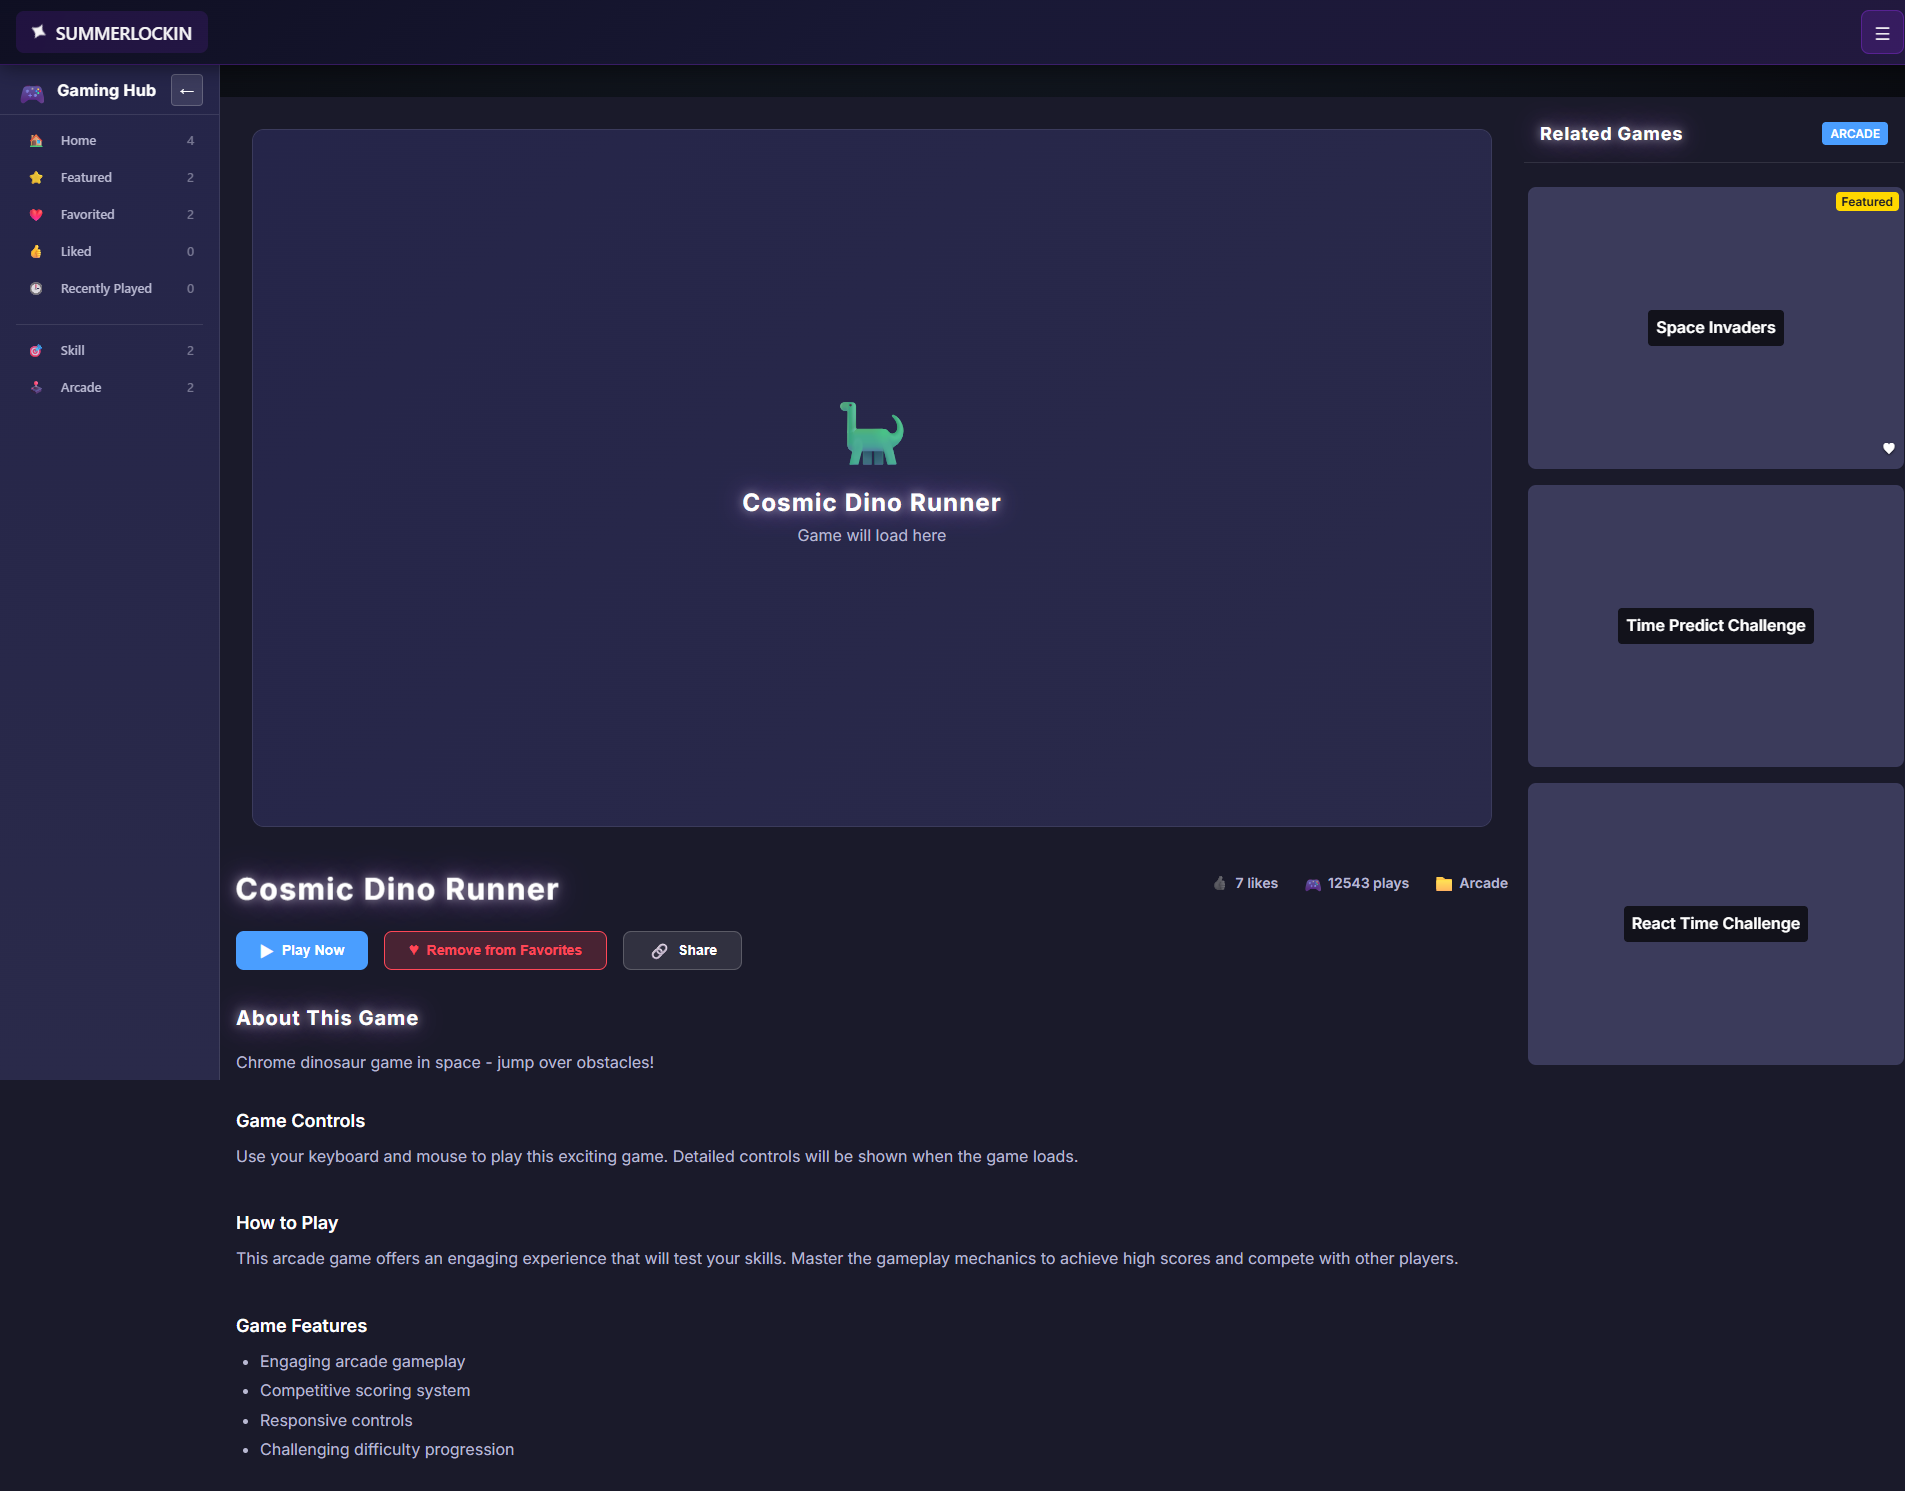 SUMMERLOCKIN
Gaming Hub
Home 4
Featured 2
Favorited 2
Liked 0
Recently Played 0
Skill 2
Arcade 2
Cosmic Dino Runner
Game will load here
Cosmic Dino Runner
7 likes 12543 plays Arcade
Play Now Remove from Favorites Share
About This Game
Chrome dinosaur game in space - jump over obstacles!
Game Controls
Use your keyboard and mouse to play this exciting game. Detailed controls will be shown when the game loads.
How to Play
This arcade game offers an engaging experience that will test your skills. Master the gameplay mechanics to achieve high scores and compete with other players.
Game Features
• Engaging arcade gameplay
• Competitive scoring system
• Responsive controls
• Challenging difficulty progression
Related Games ARCADE
Featured
Space Invaders
Time Predict Challenge
React Time Challenge